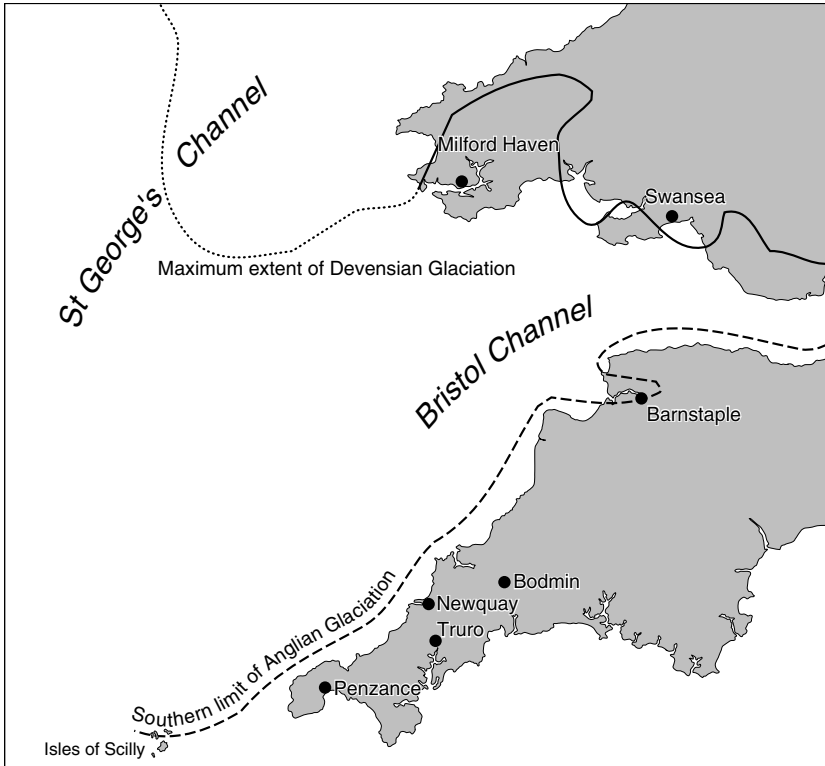 St George's Channel
Milford Haven
Swansea
Maximum extent of Devensian Glaciation
Bristol Channel
Barnstaple
Bodmin
Newquay
Truro
Penzance
Southern limit of Anglian Glaciation
Isles of Scilly